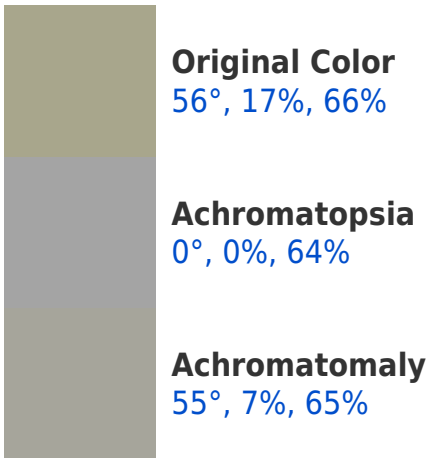 Original Color
56°, 17%, 66%
Achromatopsia
0°, 0%, 64%
Achromatomaly
55°, 7%, 65%